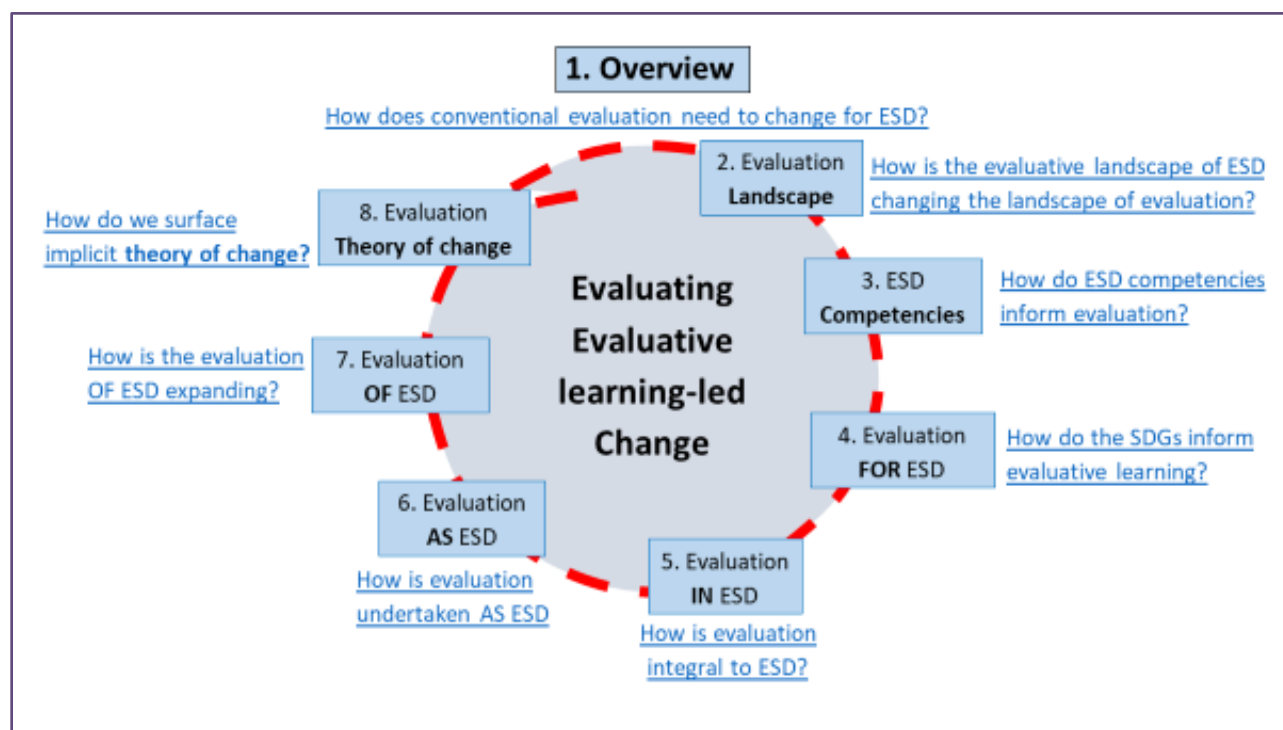 1. Overview
How does conventional evaluation need to change for ESD?
2. Evaluation
Landscape
How is the evaluative landscape of ESD
changing the landscape of evaluation?
3. ESD
Competencies
How do ESD competencies
inform evaluation?
4. Evaluation
FOR ESD
How do the SDGs inform
evaluative learning?
5. Evaluation
IN ESD
How is evaluation
integral to ESD?
6. Evaluation
AS ESD
How is evaluation
undertaken AS ESD
7. Evaluation
OF ESD
How is the evaluation
OF ESD expanding?
8. Evaluation
Theory of change
How do we surface
implicit theory of change?
Evaluating
Evaluative
learning-led
Change